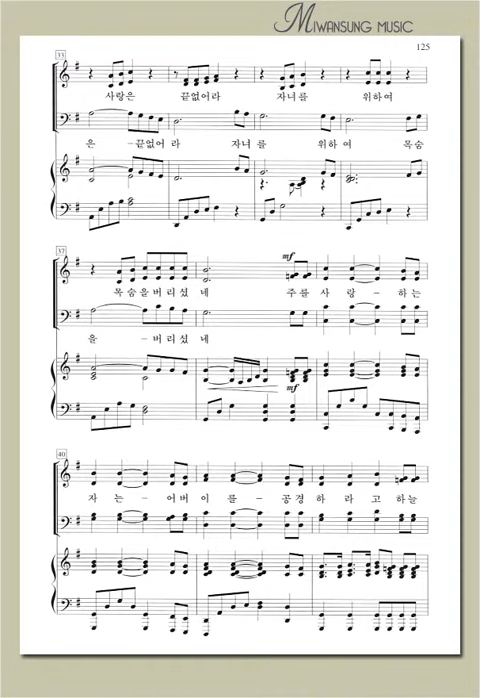 MIWANSUNG MUSIC
125
33
사랑은 끝없어라 자녀를 위하여
은 - 끝없어 라 자녀 를 위하 여 목숨
37
mf
목숨을버리셨 네 주를 사 랑 - 하는
을 - 버리셨 네
mf
40
자 는 - 어버 이 를 - 공경 하 라 고 하늘